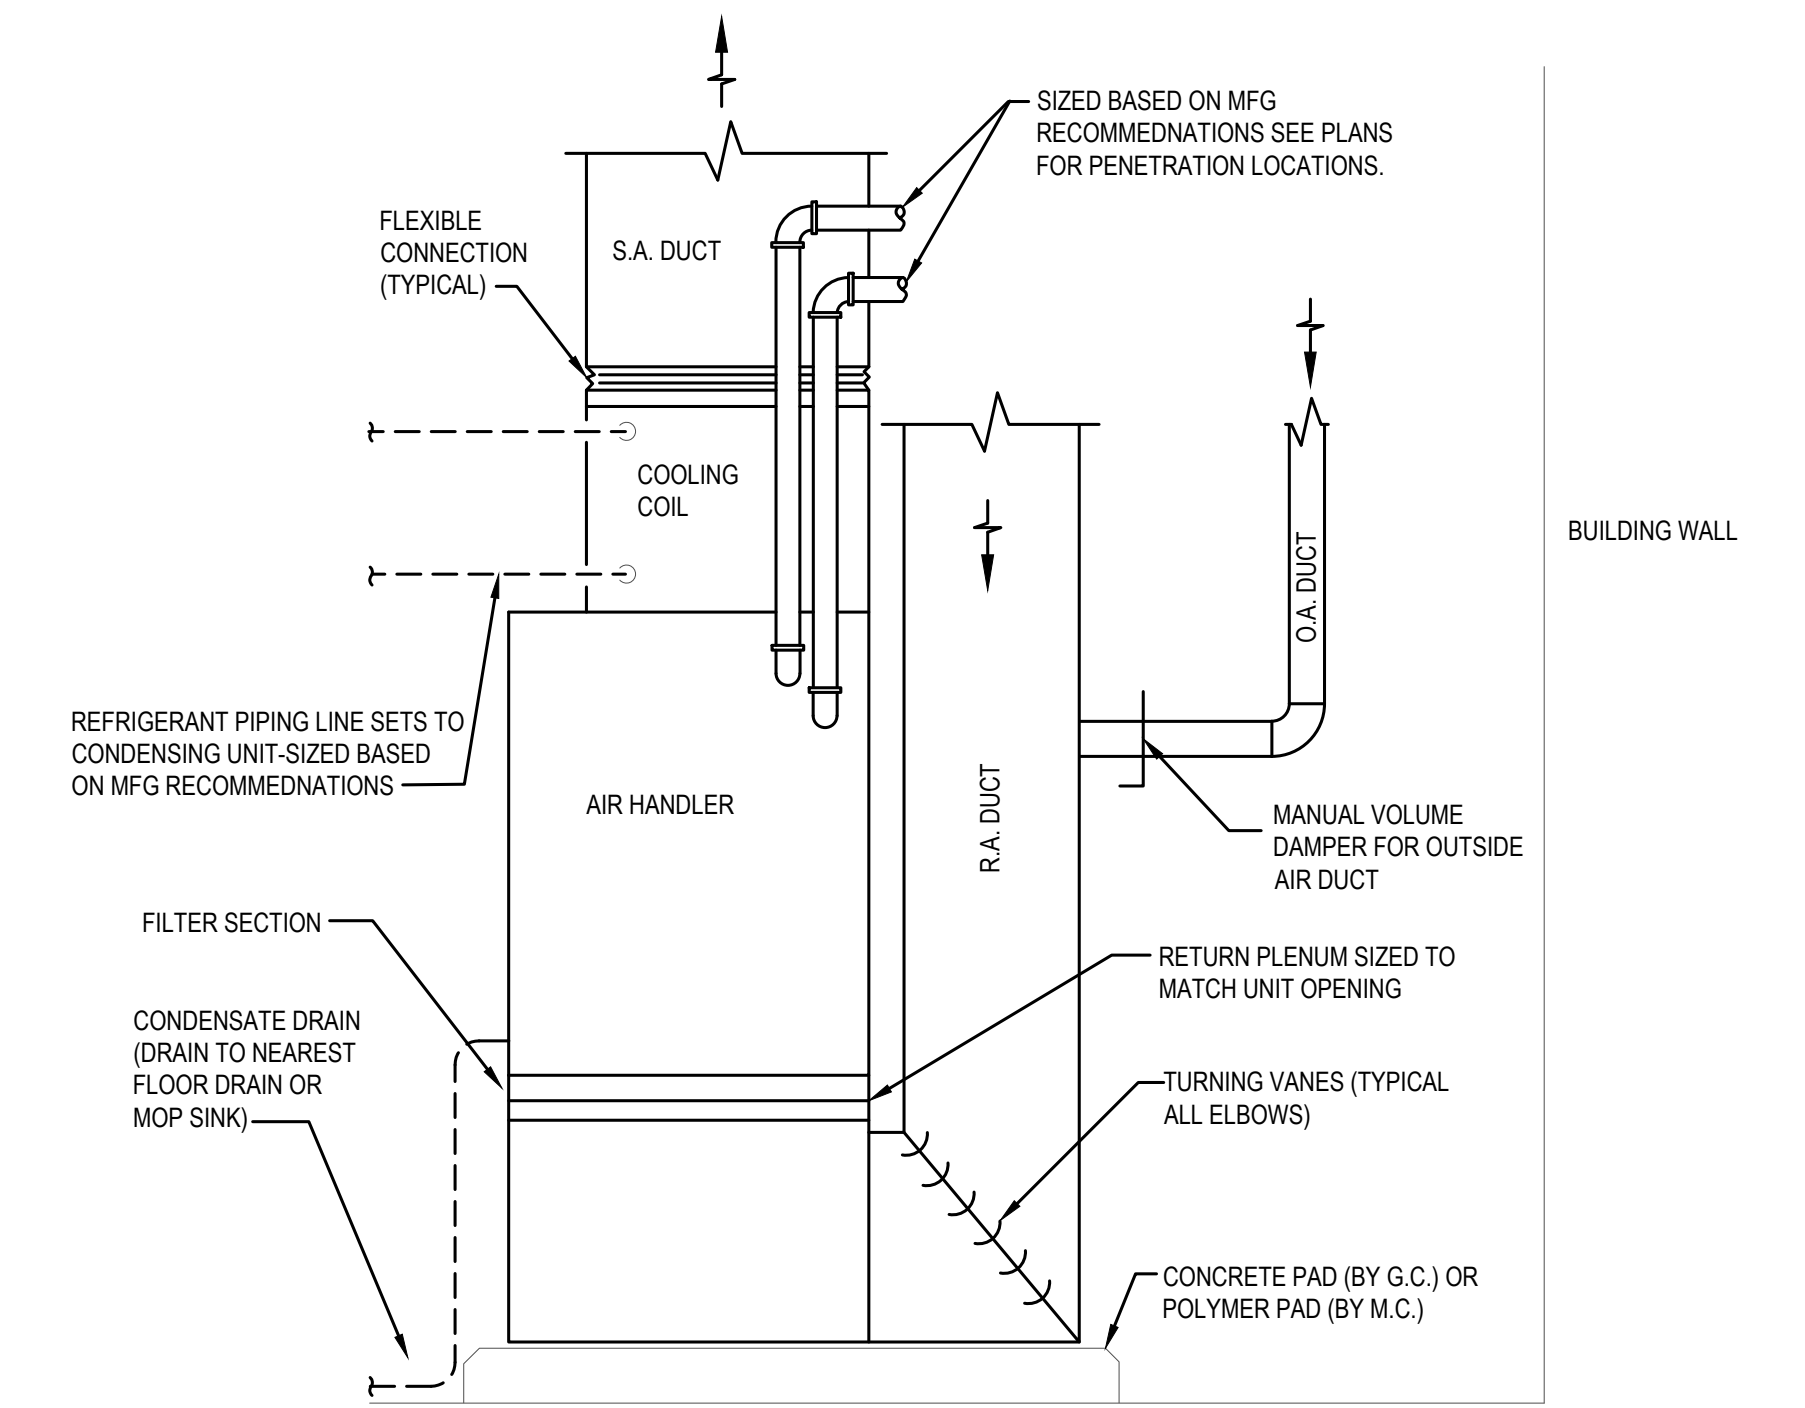 SIZED BASED ON MFG
RECOMMEDNATIONS SEE PLANS
FOR PENETRATION LOCATIONS.
FLEXIBLE
CONNECTION
(TYPICAL)
S.A. DUCT
COOLING
COIL
BUILDING WALL
O.A. DUCT
REFRIGERANT PIPING LINE SETS TO
CONDENSING UNIT-SIZED BASED
ON MFG RECOMMEDNATIONS
AIR HANDLER
R.A. DUCT
MANUAL VOLUME
DAMPER FOR OUTSIDE
AIR DUCT
FILTER SECTION
RETURN PLENUM SIZED TO
MATCH UNIT OPENING
CONDENSATE DRAIN
(DRAIN TO NEAREST
FLOOR DRAIN OR
MOP SINK)
TURNING VANES (TYPICAL
ALL ELBOWS)
CONCRETE PAD (BY G.C.) OR
POLYMER PAD (BY M.C.)